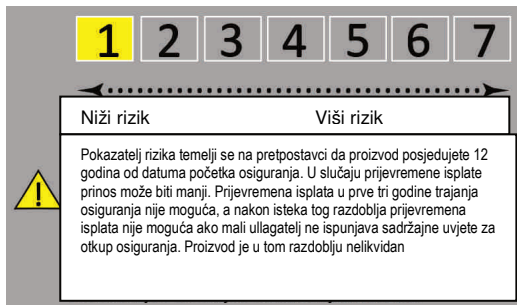 1 2 3 4 5 6 7
Niži rizik Viši rizik
Pokazatelj rizika temelji se na pretpostavci da proizvod posjedujete 12
godina od datuma početka osiguranja. U slučaju prijevremene isplate
prinos može biti manji. Prijevremena isplata u prve tri godine trajanja
osiguranja nije moguća, a nakon isteka tog razdoblja prijevremena
isplata nije moguća ako mali ullagatelj ne ispunjava sadržajne uvjete za
otkup osiguranja. Proizvod je u tom razdoblju nelikvidan